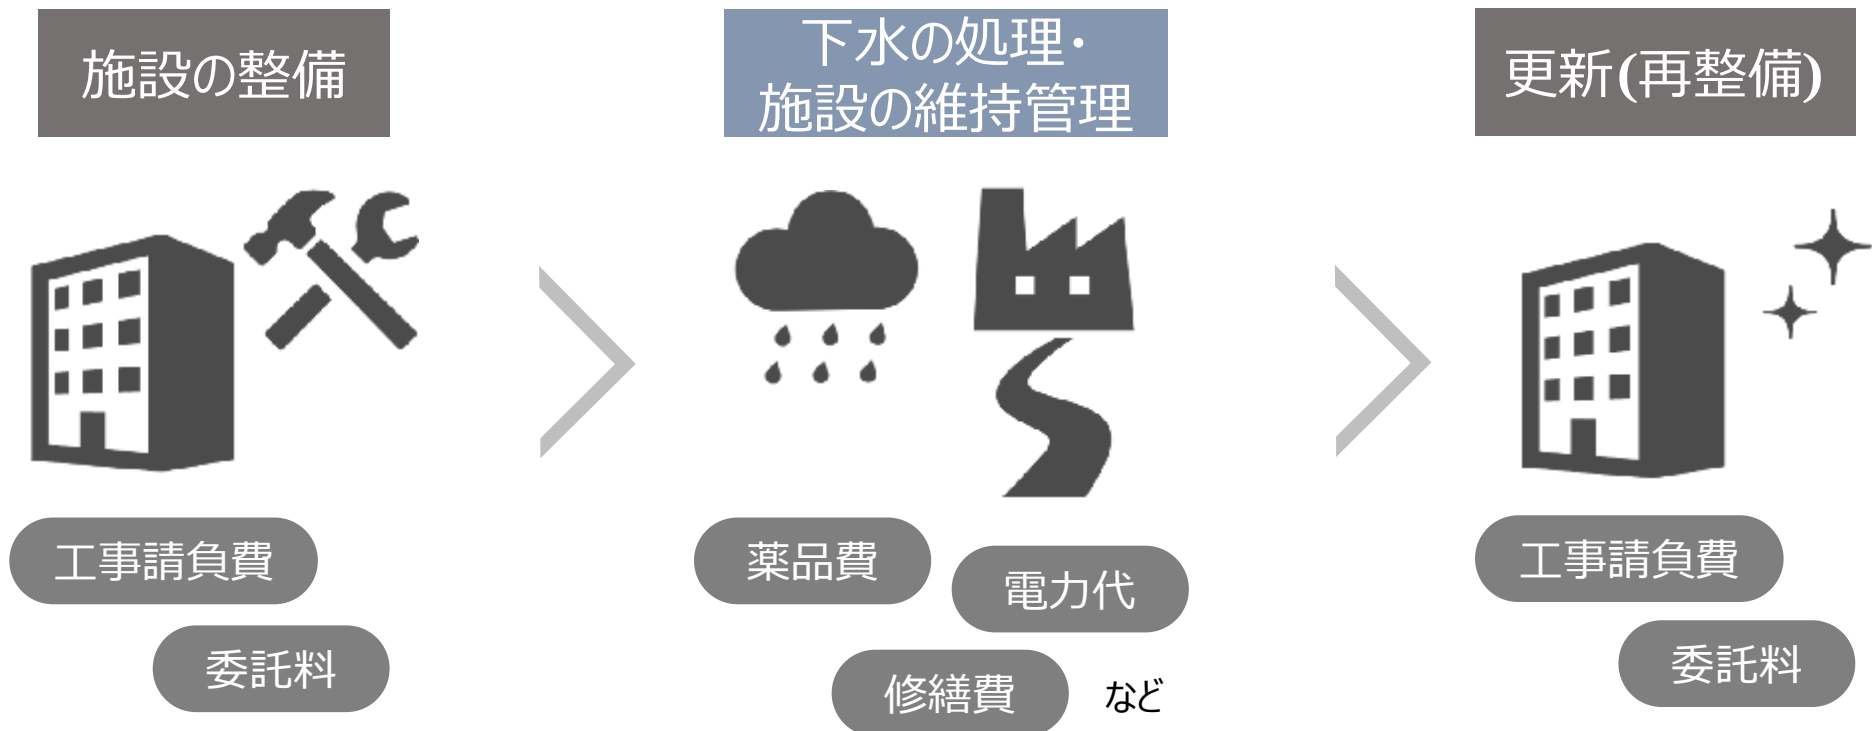 施設の整備
下水の処理・
施設の維持管理
更新(再整備)
工事請負費
委託料
薬品費
電力代
修繕費
など
工事請負費
委託料